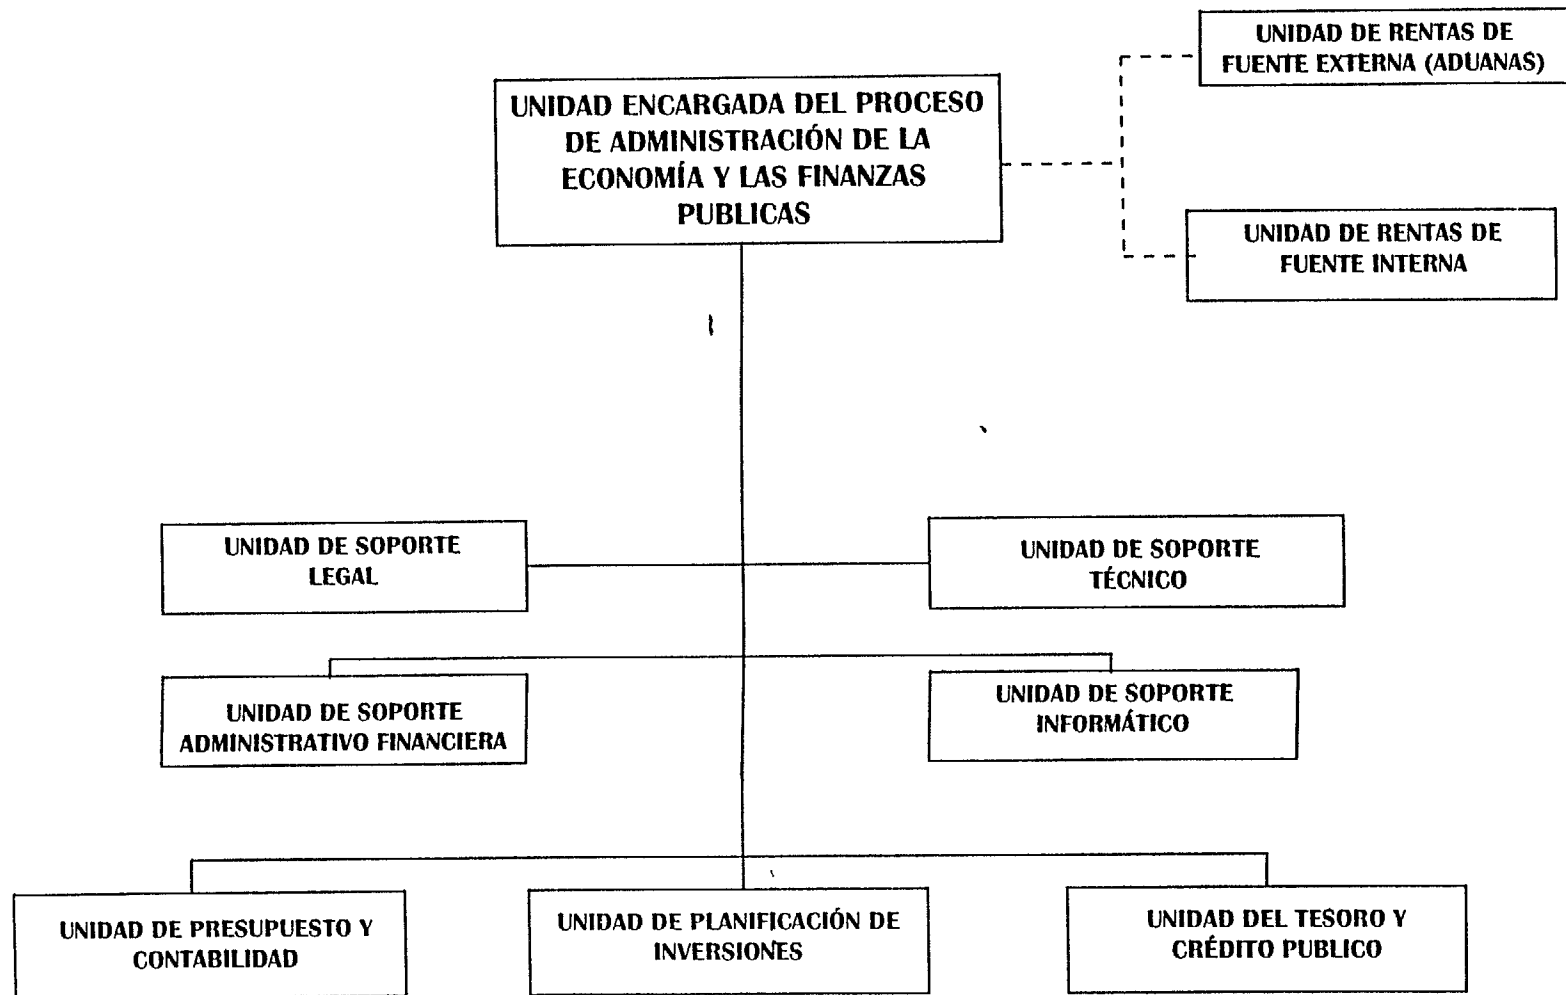 UNIDAD DE RENTAS DE
FUENTE EXTERNA (ADUANAS)
UNIDAD ENCARGADA DEL PROCESO
DE ADMINISTRACIÓN DE LA
ECONOMÍA Y LAS FINANZAS
PUBLICAS
UNIDAD DE RENTAS DE
FUENTE INTERNA
UNIDAD DE SOPORTE
LEGAL
UNIDAD DE SOPORTE
TÉCNICO
UNIDAD DE SOPORTE
ADMINISTRATIVO FINANCIERA
UNIDAD DE SOPORTE
INFORMÁTICO
UNIDAD DE PRESUPUESTO Y
CONTABILIDAD
UNIDAD DE PLANIFICACIÓN DE
INVERSIONES
UNIDAD DEL TESORO Y
CRÉDITO PUBLICO